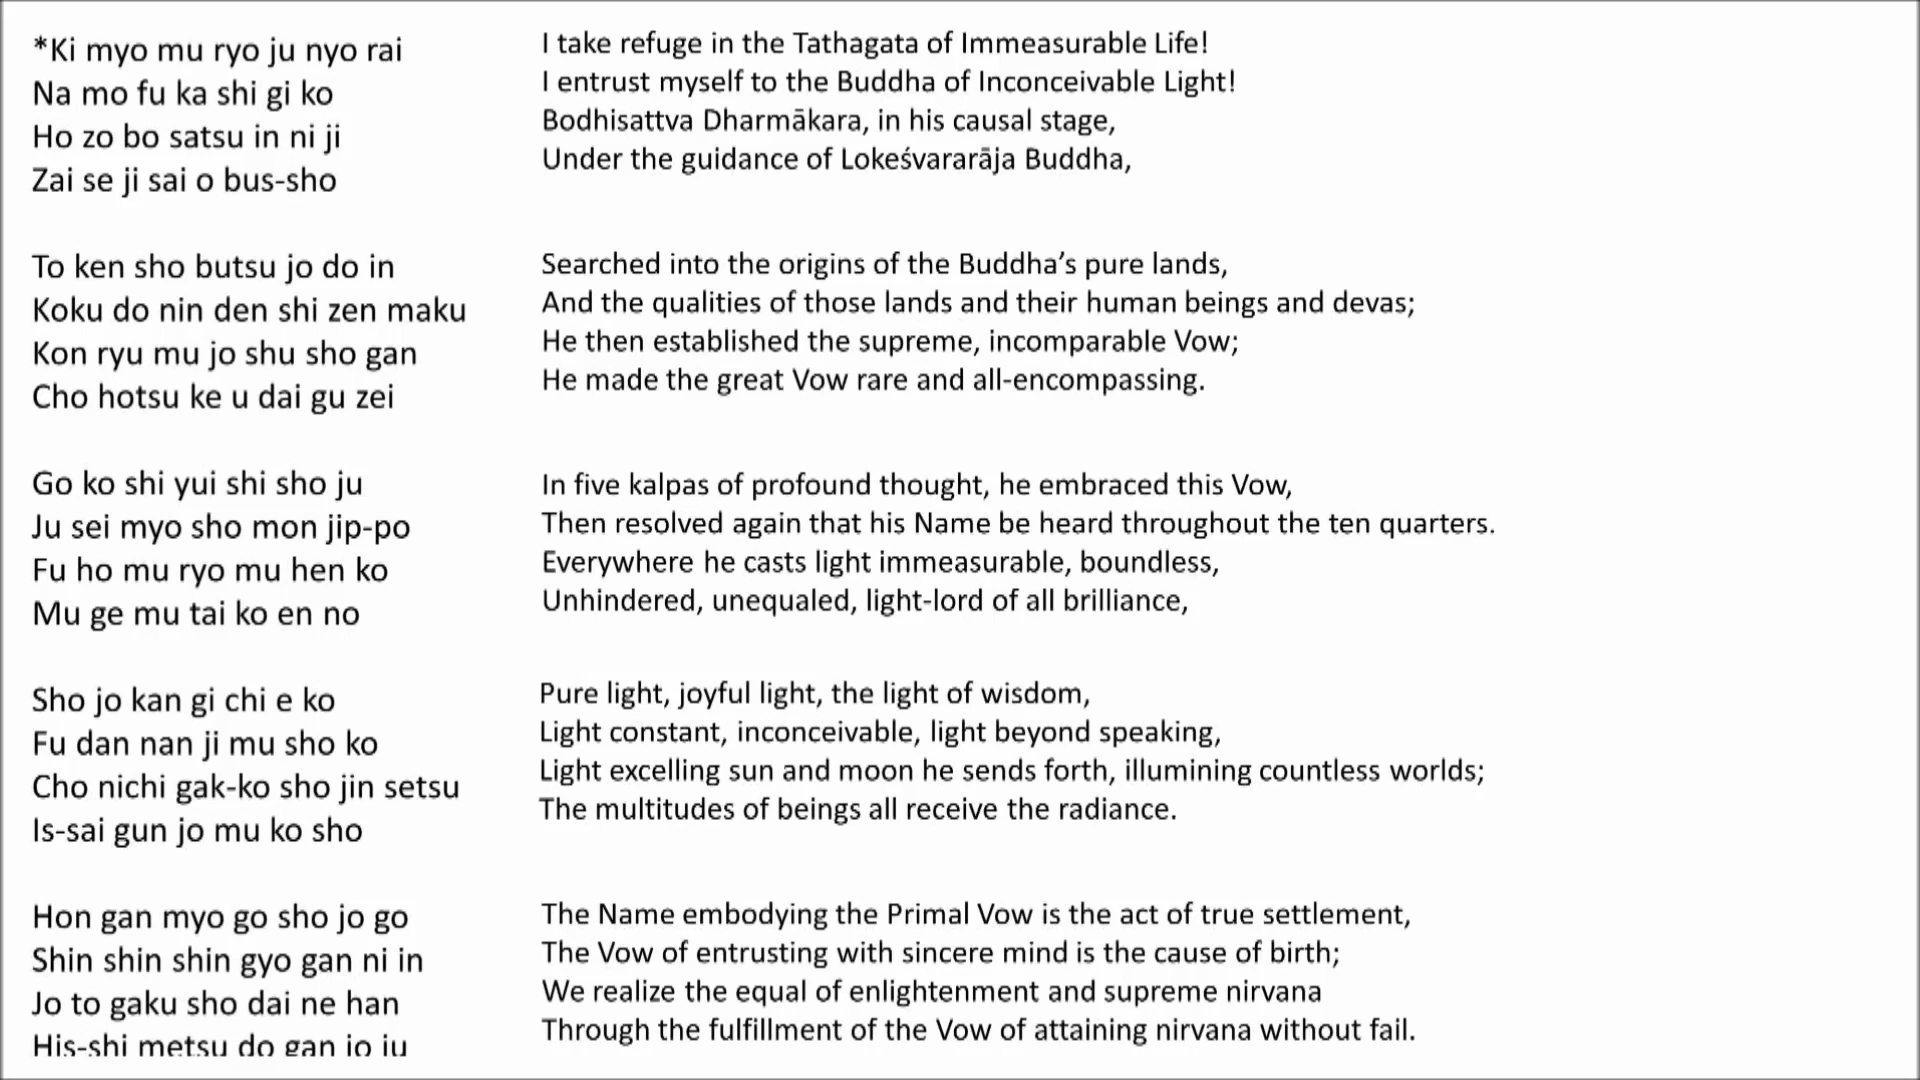 *Ki myo mu ryo ju nyo rai
Na mo fu ka shi gi ko
Ho zo bo satsu in ni ji
Zai se ji sai o bus-sho
To ken sho butsu jo do in
Koku do nin den shi zen maku
Kon ryu mu jo shu sho gan
Cho hotsu ke u dai gu zei
Go ko shi yui shi sho ju
Ju sei myo sho mon jip-po
Fu ho mu ryo mu hen ko
Mu ge mu tai ko en no
Sho jo kan gi chi e ko
Fu dan nan ji mu sho ko
Cho nichi gak-ko sho jin setsu
Is-sai gun jo mu ko sho
Hon gan myo go sho jo go
Shin shin shin gyo gan ni in
Jo to gaku sho dai ne han
His-shi metsu do gan jo ju
I take refuge in the Tathagata of Immeasurable Life!
I entrust myself to the Buddha of Inconceivable Light!
Bodhisattva Dharmākara, in his causal stage,
Under the guidance of Lokeśvararāja Buddha,
Searched into the origins of the Buddha’s pure lands,
And the qualities of those lands and their human beings and devas;
He then established the supreme, incomparable Vow;
He made the great Vow rare and all-encompassing.
In five kalpas of profound thought, he embraced this Vow,
Then resolved again that his Name be heard throughout the ten quarters.
Everywhere he casts light immeasurable, boundless,
Unhindered, unequaled, light-lord of all brilliance,
Pure light, joyful light, the light of wisdom,
Light constant, inconceivable, light beyond speaking,
Light excelling sun and moon he sends forth, illumining countless worlds;
The multitudes of beings all receive the radiance.
The Name embodying the Primal Vow is the act of true settlement,
The Vow of entrusting with sincere mind is the cause of birth;
We realize the equal of enlightenment and supreme nirvana
Through the fulfillment of the Vow of attaining nirvana without fail.